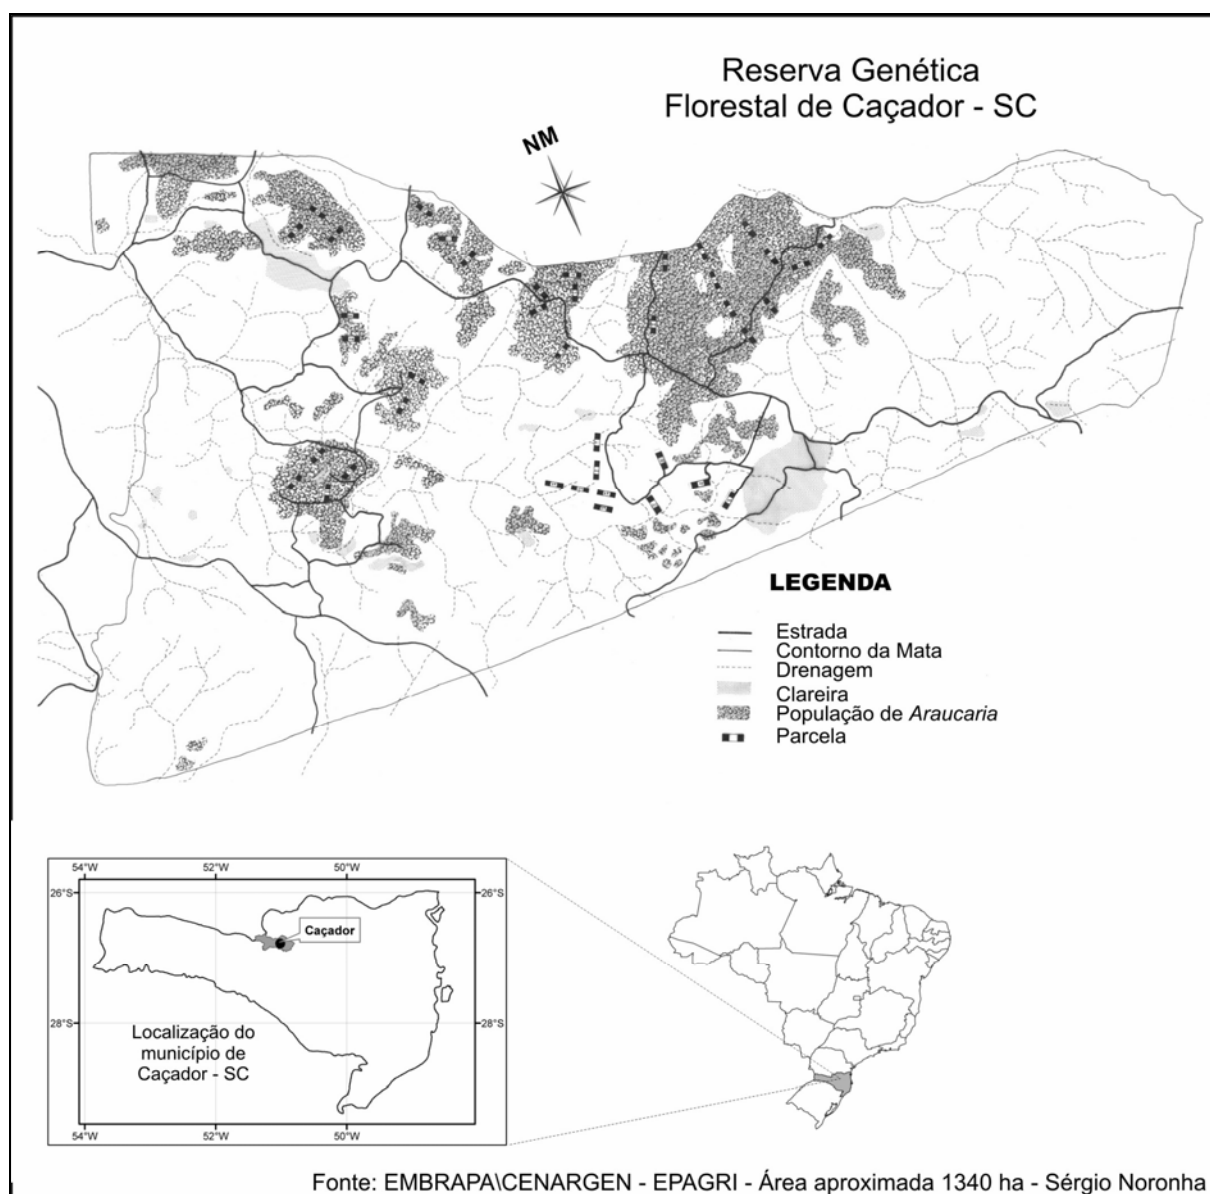 Reserva Genética
Florestal de Caçador - SC
NM
LEGENDA
Estrada
Contorno da Mata
Drenagem
Clareira
População de Araucaria
Parcela
54°W
52°W
50°W
26°S
26°S
Caçador
28°S
28°S
Localização do
município de
Caçador - SC
54°W
52°W
50°W
Fonte: EMBRAPA\CENARGEN - EPAGRI - Área aproximada 1340 ha - Sérgio Noronha